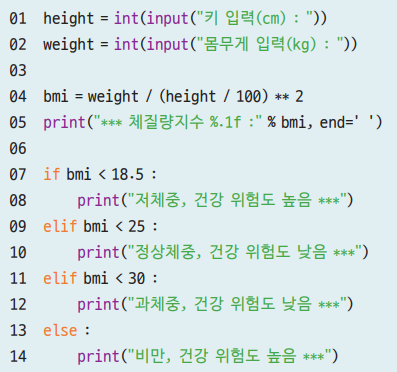 01 height = int(input("키 입력(cm) : "))
02 weight = int(input("몸무게 입력(kg) : "))
03
04 bmi = weight / (height / 100) ** 2
05 print("*** 체질량지수 %.1f :" % bmi, end=' ')
06
07 if bmi < 18.5 :
08     print("저체중, 건강 위험도 높음 ***")
09 elif bmi < 25 :
10     print("정상체중, 건강 위험도 낮음 ***")
11 elif bmi < 30 :
12     print("과체중, 건강 위험도 낮음 ***")
13 else :
14     print("비만, 건강 위험도 높음 ***")